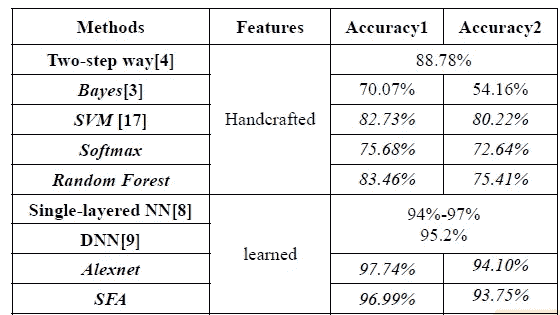 Methods Features Accuracy1 Accuracy2
Two-step way[4] 88.78%
Bayes[3] 70.07% 54.16%
SVM [17] Handcrafted 82.73% 80.22%
Softmax 75.68% 72.64%
Random Forest 83.46% 75.41%
Single-layered NN[8] 94%-97%
DNN[9] learned 95.2%
Alexnet 97.74% 94.10%
SFA 96.99% 93.75%